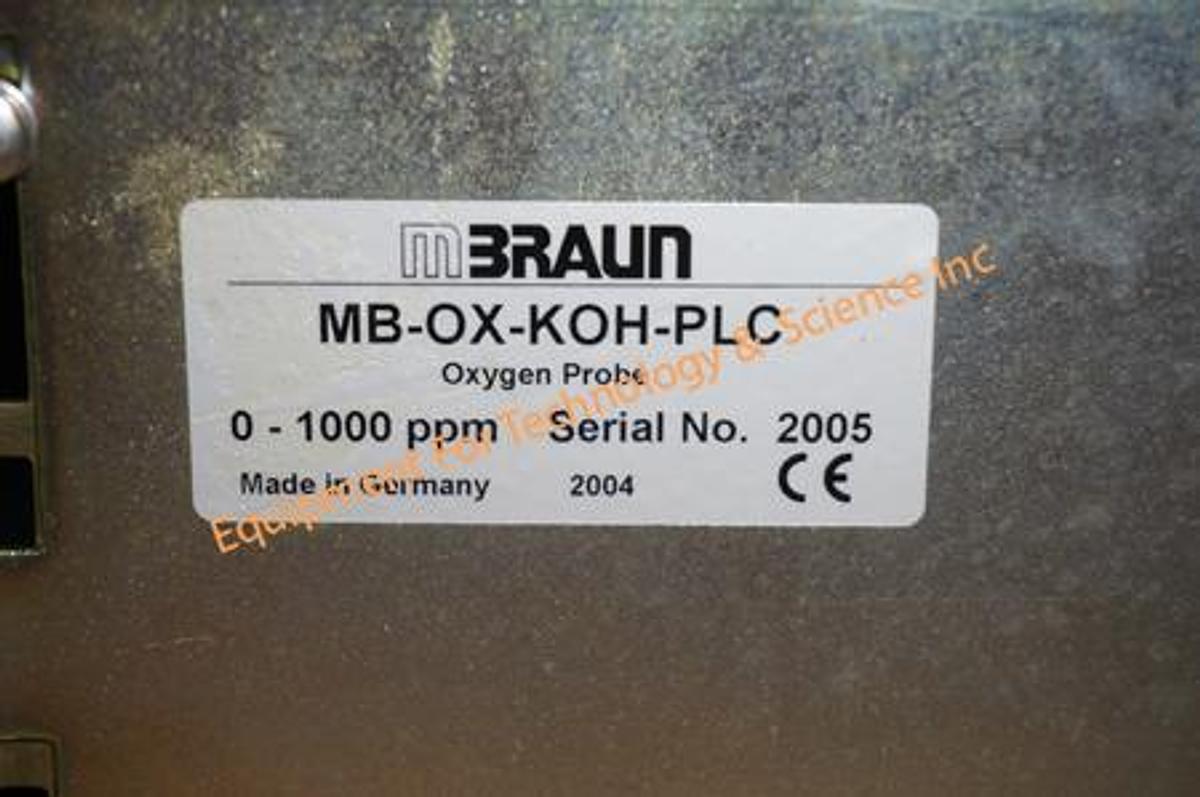 mBRAUN
MB-OX-KOH-PLC
Oxygen Probe
0 - 1000 ppm Serial No. 2005
Made in Germany 2004 CE
Equipment for Technology & Science Inc